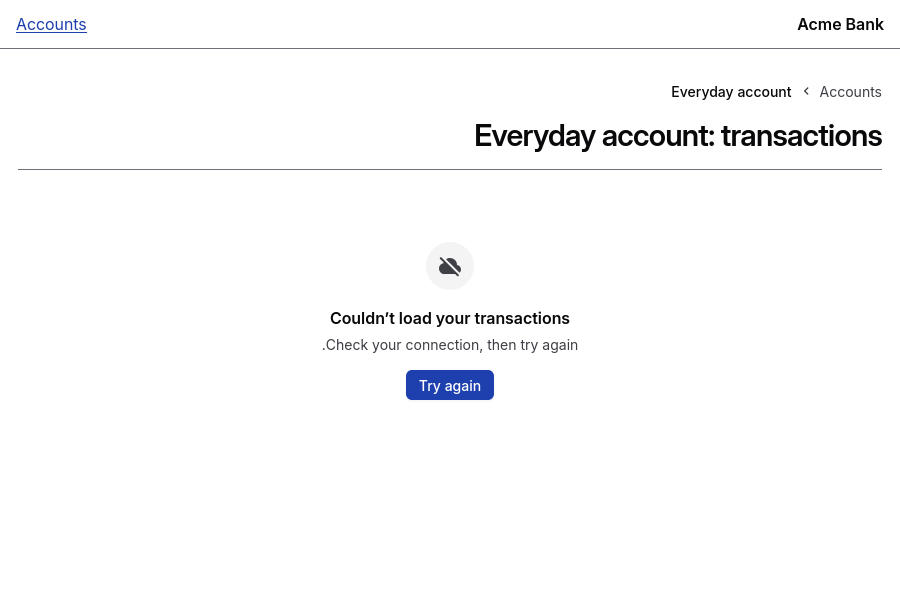 Acme Bank
Accounts
Accounts
Everyday account
Everyday account: transactions
Couldn’t load your transactions
.Check your connection, then try again
Try again